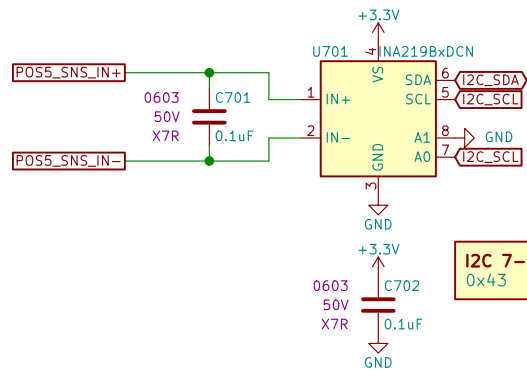 +3.3V
U701
4
INA219BxDCN
POS5_SNS_IN+
VS
SDA
6
I2C_SDA
0603
C701
1
IN+
SCL
5
I2C_SCL
50V
X7R
0.1uF
2
IN-
A1
8
GND
POS5_SNS_IN-
GND
A0
7
I2C_SCL
3
GND
+3.3V
I2C 7-
0x43
0603
C702
50V
X7R
0.1uF
GND